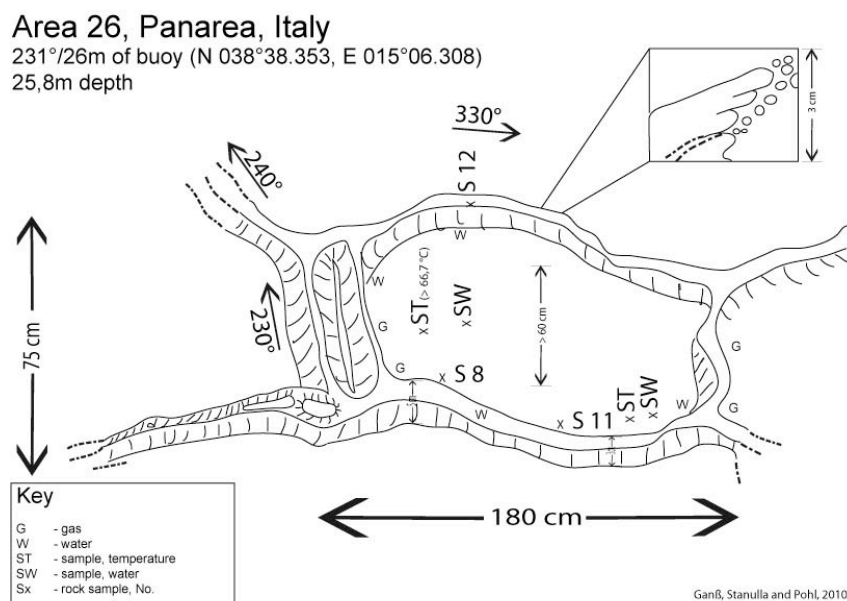 Area 26, Panarea, Italy
231°/26m of buoy (N 038°38.353, E 015°06.308)
25,8m depth
330°
3 cm
240°
S 12
x
W
75 cm
W
ST (> 66,7 °C)
x
SW
x
> 60 cm
230°
G
G
G
x S 8
ST
x
SW
x
W
G
W
x S 11
180 cm
Key
G - gas
W - water
ST - sample, temperature
SW - sample, water
Sx - rock sample, No.
Ganß, Stanulla and Pohl, 2010